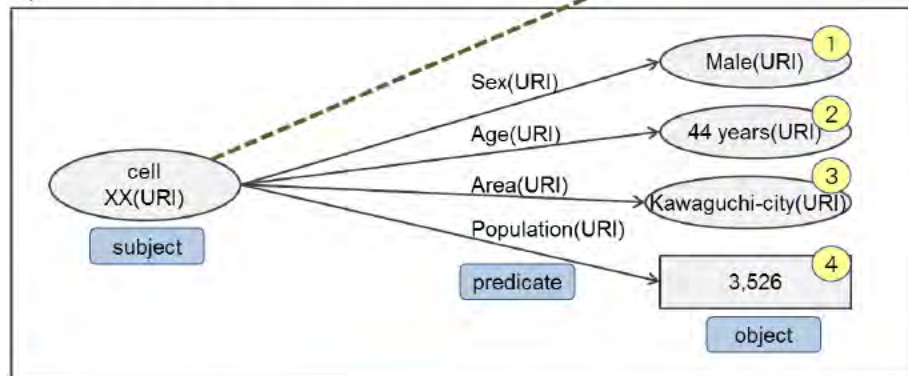 1
Male(URI)
Sex(URI)
2
Age(URI)
44 years(URI)
cell
XX(URI)
3
Area(URI)
Kawaguchi-city(URI)
Population(URI)
subject
4
predicate
3,526
object